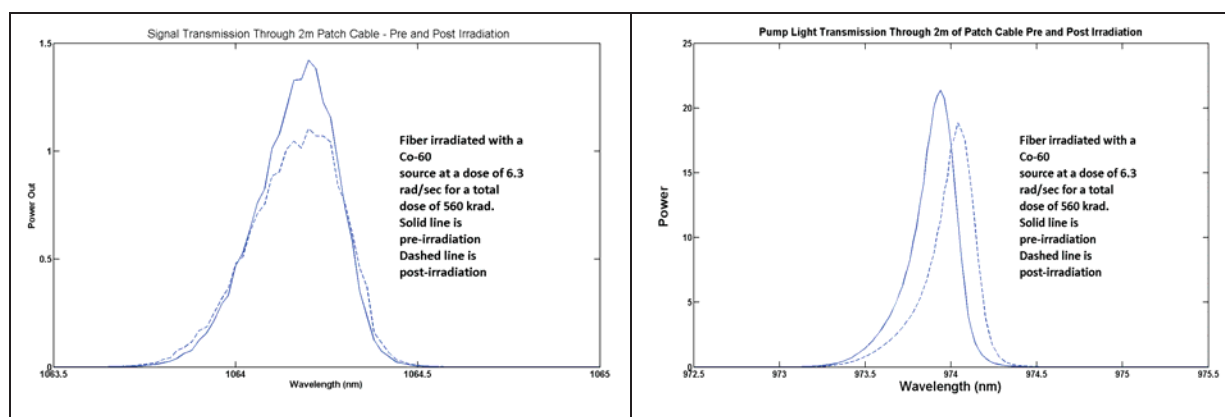 Signal Transmission Through 2m Patch Cable - Pre and Post Irradiation
1.5
1
0.5
0
Power Out
Fiber irradiated with a
Co-60
source at a dose of 6.3
rad/sec for a total
dose of 560 krad.
Solid line is
pre-irradiation
Dashed line is
post-irradiation
1063.5
1064
1064.5
1065
Wavelength (nm)
Pump Light Transmission Through 2m of Patch Cable Pre and Post Irradiation
25
20
15
10
5
0
Power
Fiber irradiated with a
Co-60
source at a dose of 6.3
rad/sec for a total
dose of 560 krad.
Solid line is
pre-irradiation
Dashed line is
post-irradiation
972.5
973
973.5
974
974.5
975
975.5
Wavelength (nm)